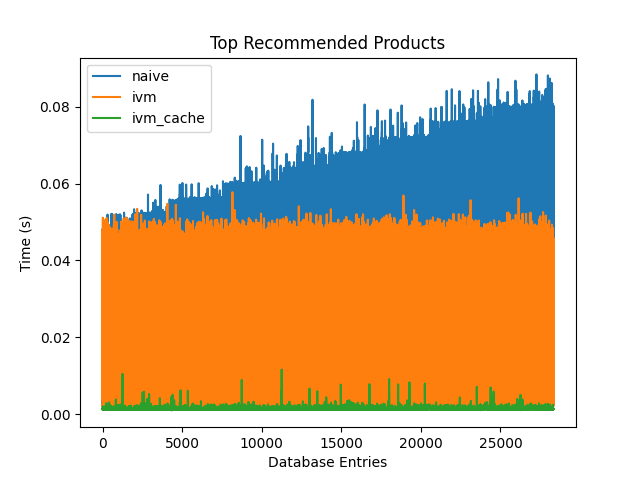 Top Recommended Products
naive
ivm
ivm_cache
Time (s)
0.08
0.06
0.04
0.02
0.00
0
5000
10000
15000
20000
25000
Database Entries